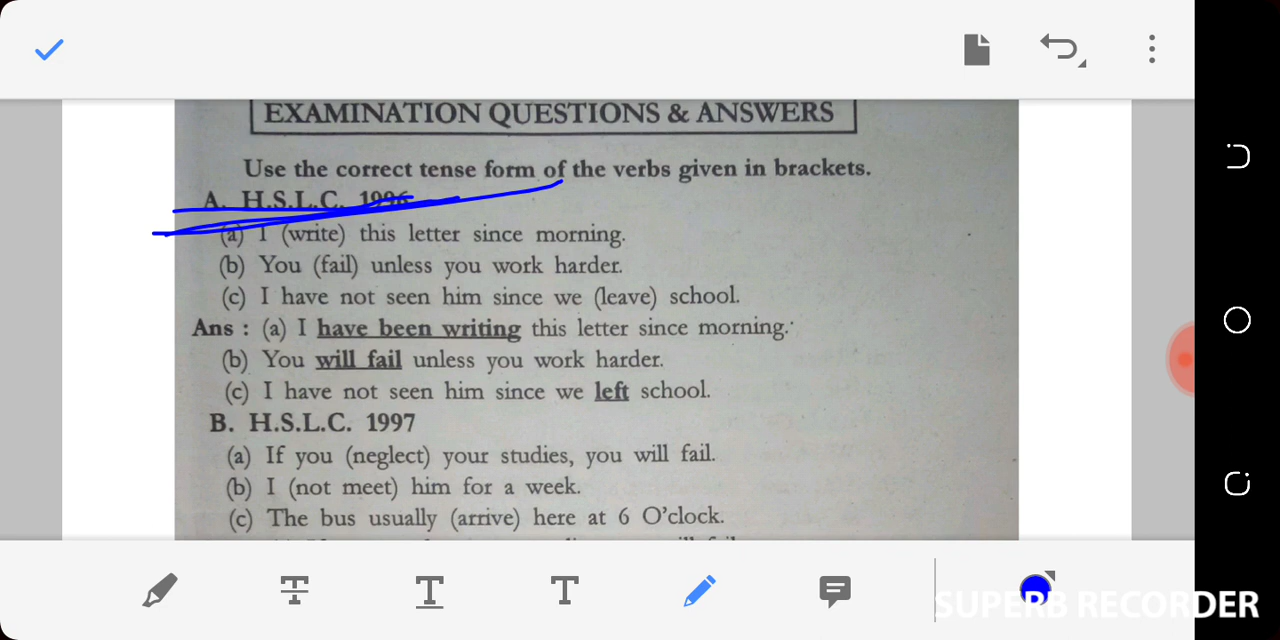 EXAMINATION QUESTIONS & ANSWERS
Use the correct tense form of the verbs given in brackets.
A. H.S.L.C. 1996
(a) I (write) this letter since morning.
(b) You (fail) unless you work harder.
(c) I have not seen him since we (leave) school.
Ans : (a) I have been writing this letter since morning.
(b) You will fail unless you work harder.
(c) I have not seen him since we left school.
B. H.S.L.C. 1997
(a) If you (neglect) your studies, you will fail.
(b) I (not meet) him for a week.
(c) The bus usually (arrive) here at 6 O'clock.
SUPERB RECORDER